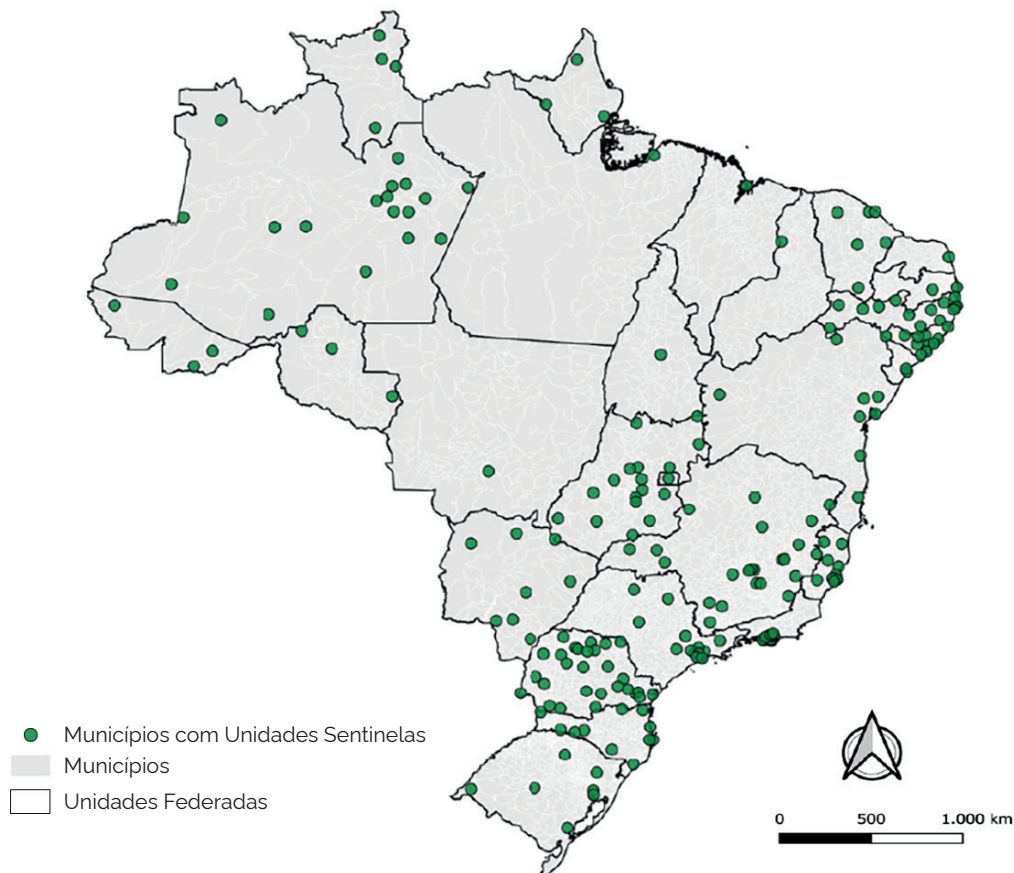 Municípios com Unidades Sentinelas
Municípios
Unidades Federadas
0 500 1.000 km